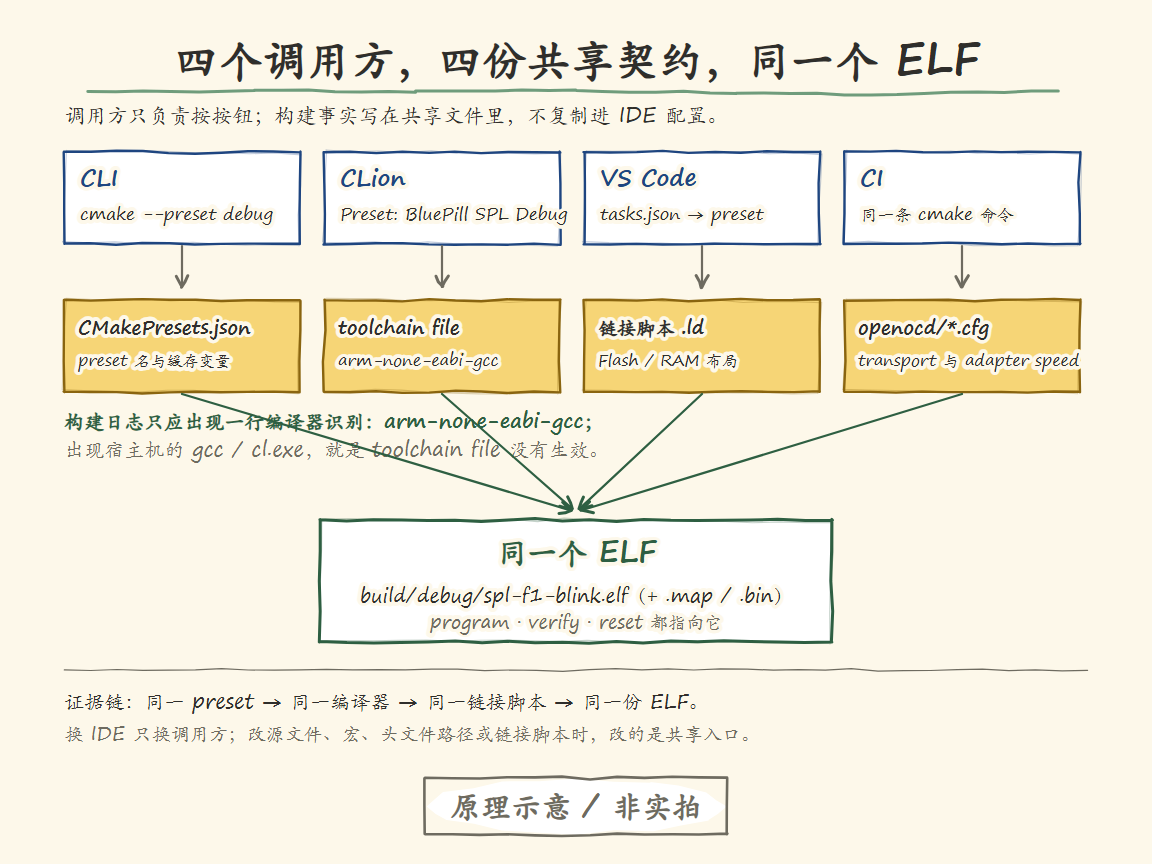 四个调用方，四份共享契约，同一个 ELF
调用方只负责按按钮；构建事实写在共享文件里，不复制进 IDE 配置。
CLI
cmake --preset debug
CLion
Preset: BluePill SPL Debug
VS Code
tasks.json → preset
CI
同一条 cmake 命令
CMakePresets.json
preset 名与缓存变量
toolchain file
arm-none-eabi-gcc
链接脚本 .ld
Flash / RAM 布局
openocd/*.cfg
transport 与 adapter speed
构建日志只应出现一行编译器识别：arm-none-eabi-gcc；
出现宿主机的 gcc / cl.exe，就是 toolchain file 没有生效。
同一个 ELF
build/debug/spl-f1-blink.elf（+ .map / .bin）
program · verify · reset 都指向它
证据链：同一 preset → 同一编译器 → 同一链接脚本 → 同一份 ELF。
换 IDE 只换调用方；改源文件、宏、头文件路径或链接脚本时，改的是共享入口。
原理示意 / 非实拍